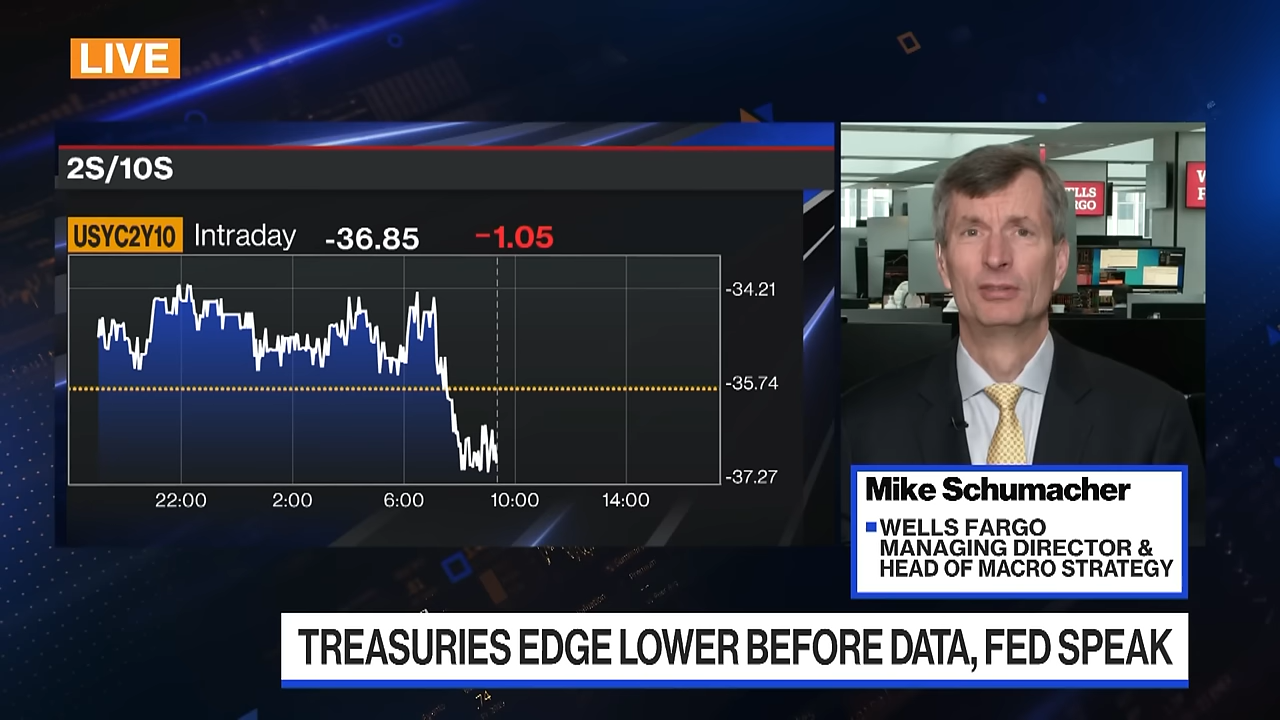 LIVE
2S/10S
USYC2Y10 Intraday -36.85 -1.05
-34.21
-35.74
-37.27
22:00 2:00 6:00 10:00 14:00
Mike Schumacher
WELLS FARGO
MANAGING DIRECTOR &
HEAD OF MACRO STRATEGY
TREASURIES EDGE LOWER BEFORE DATA, FED SPEAK